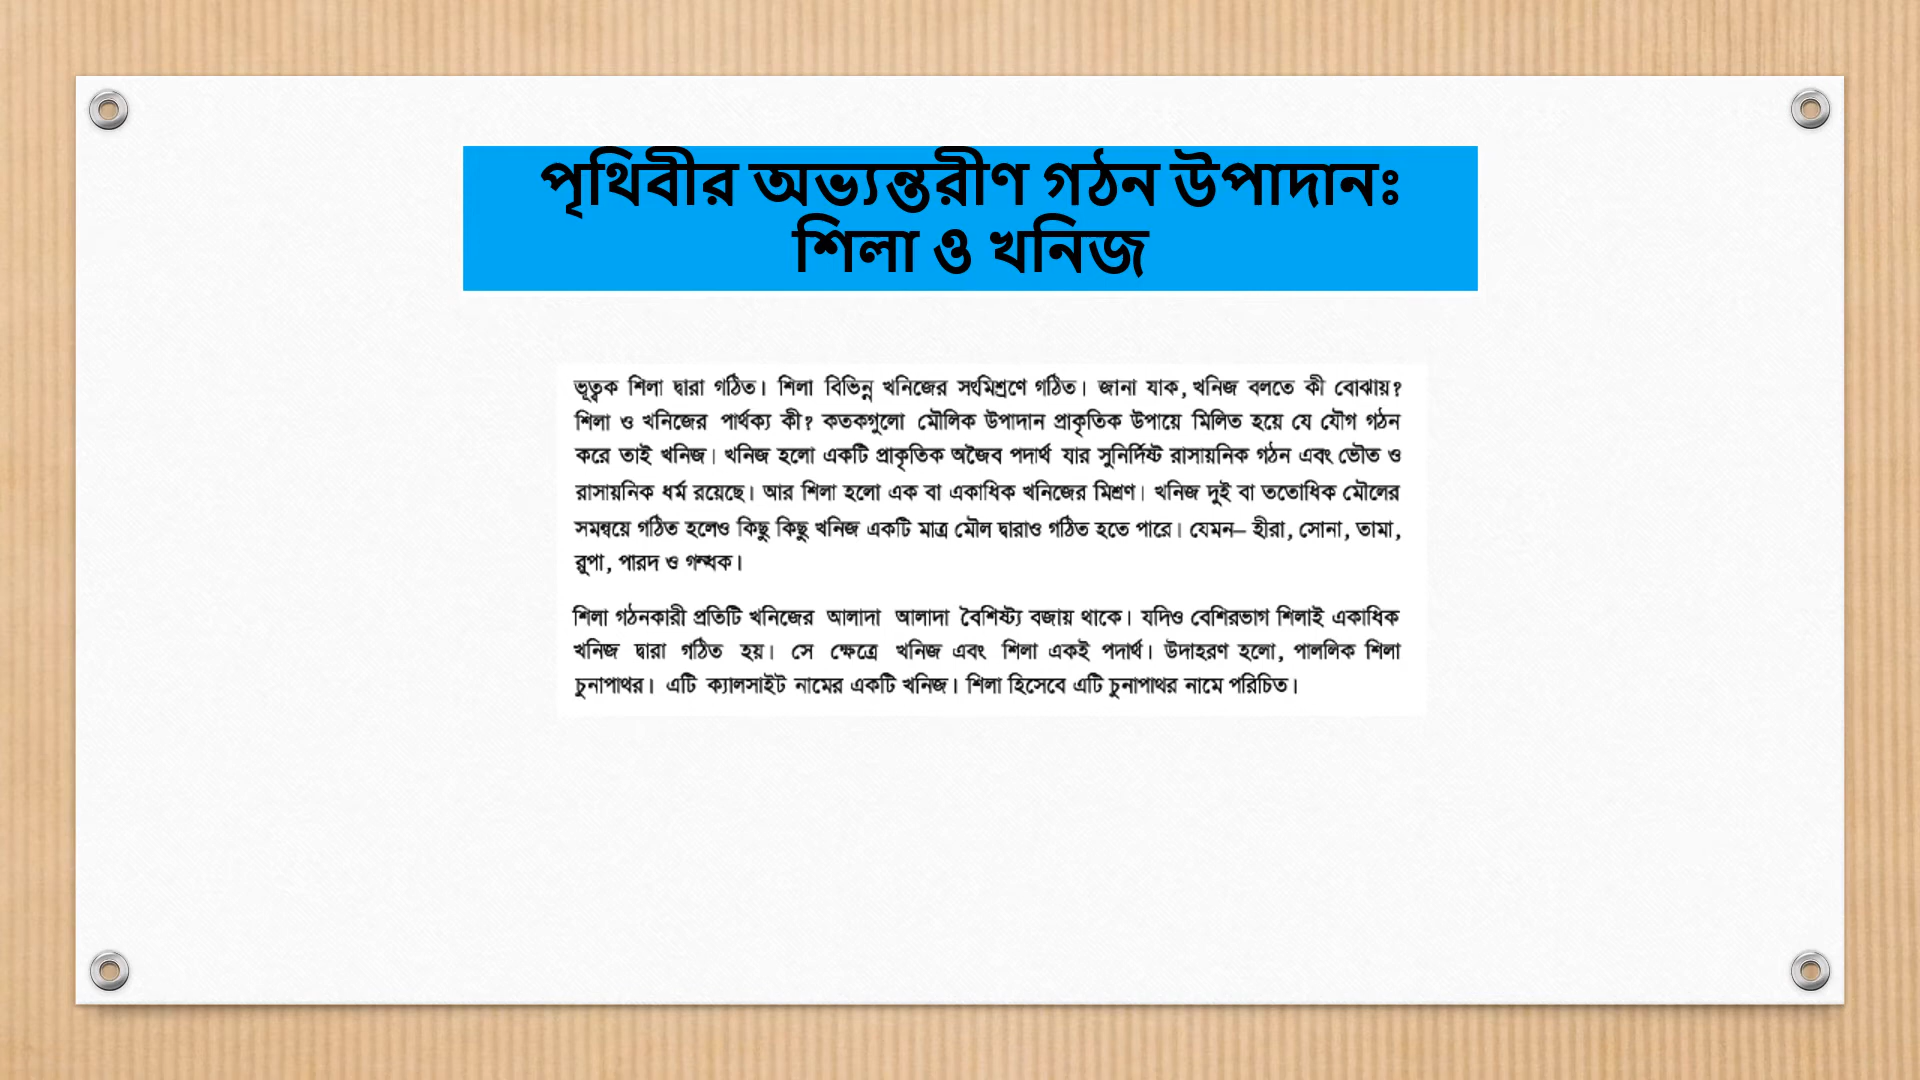 পৃথিবীর অভ্যন্তরীণ গঠন উপাদানঃ
শিলা ও খনিজ
ভূত্বক শিলা দ্বারা গঠিত। শিলা বিভিন্ন খনিজের সংমিশ্রণে গঠিত। জানা যাক, খনিজ বলতে কী বোঝায়?
শিলা ও খনিজের পার্থক্য কী? কতকগুলো মৌলিক উপাদান প্রাকৃতিক উপায়ে মিলিত হয়ে যে যৌগ গঠন
করে তাই খনিজ। খনিজ হলো একটি প্রাকৃতিক অজৈব পদার্থ যার সুনির্দিষ্ট রাসায়নিক গঠন এবং ভৌত ও
রাসায়নিক ধর্ম রয়েছে। আর শিলা হলো এক বা একাধিক খনিজের মিশ্রণ। খনিজ দুই বা ততোধিক মৌলের
সমন্বয়ে গঠিত হলেও কিছু কিছু খনিজ একটি মাত্র মৌল দ্বারাও গঠিত হতে পারে। যেমন– হীরা, সোনা, তামা,
রুপা, পারদ ও গন্ধক।
শিলা গঠনকারী প্রতিটি খনিজের আলাদা আলাদা বৈশিষ্ট্য বজায় থাকে। যদিও বেশিরভাগ শিলাই একাধিক
খনিজ দ্বারা গঠিত হয়। সে ক্ষেত্রে খনিজ এবং শিলা একই পদার্থ। উদাহরণ হলো, পাললিক শিলা
চুনাপাথর। এটি ক্যালসাইট নামের একটি খনিজ। শিলা হিসেবে এটি চুনাপাথর নামে পরিচিত।